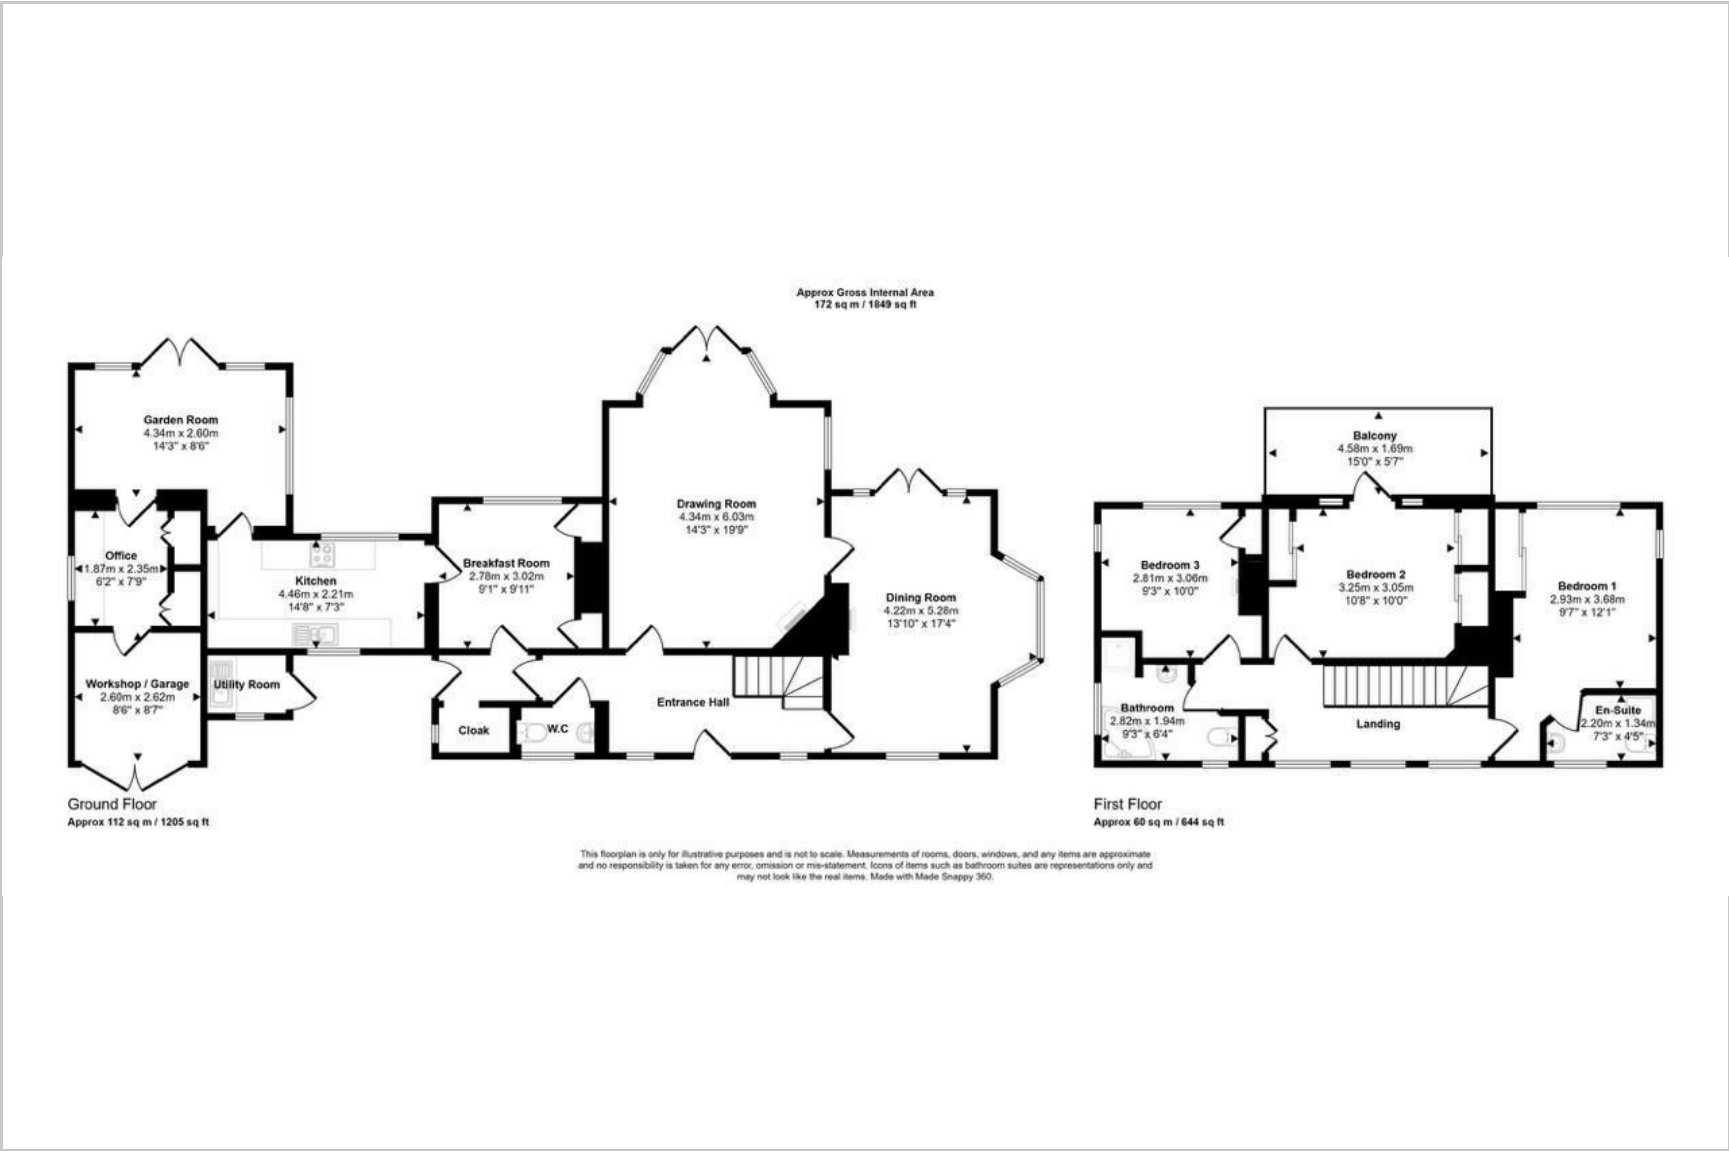 Approx Gross Internal Area
172 sq m / 1849 sq ft
Garden Room
4.34m x 2.60m
14'3" x 8'6"
Office
1.87m x 2.35m
6'2" x 7'9"
Kitchen
4.46m x 2.21m
14'8" x 7'3"
Breakfast Room
2.78m x 3.02m
9'1" x 9'11"
Drawing Room
4.34m x 6.03m
14'3" x 19'9"
Dining Room
4.22m x 5.28m
13'10" x 17'4"
Workshop / Garage
2.60m x 2.62m
8'6" x 8'7"
Utility Room
Cloak
W.C
Entrance Hall
Ground Floor
Approx 112 sq m / 1205 sq ft
Balcony
4.58m x 1.69m
15'0" x 5'7"
Bedroom 3
2.81m x 3.06m
9'3" x 10'0"
Bedroom 2
3.25m x 3.05m
10'8" x 10'0"
Bedroom 1
2.93m x 3.68m
9'7" x 12'1"
Bathroom
2.82m x 1.94m
9'3" x 6'4"
Landing
En-Suite
2.20m x 1.34m
7'3" x 4'5"
First Floor
Approx 60 sq m / 644 sq ft
This floorplan is only for illustrative purposes and is not to scale. Measurements of rooms, doors, windows, and any items are approximate
and no responsibility is taken for any error, omission or mis-statement. Icons of items such as bathroom suites are representations only and
may not look like the real items. Made with Made Snappy 360.